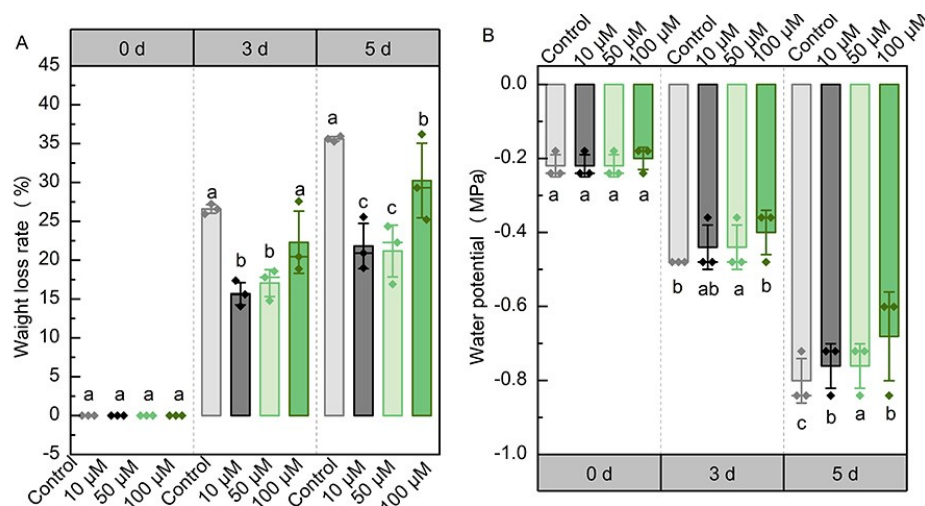 A
0 d 3 d 5 d
Waight loss rate (%)
45
40
35
30
25
20
15
10
5
0
-5
a a a a
a b b a
a c c b
Control 10 μM 50 μM 100 μM Control 10 μM 50 μM 100 μM Control 10 μM 50 μM 100 μM
B
Control 10 μM 50 μM 100 μM Control 10 μM 50 μM 100 μM Control 10 μM 50 μM 100 μM
Water potential (MPa)
0.0
-0.2
-0.4
-0.6
-0.8
-1.0
a a a a
b ab a b
c b a b
0 d 3 d 5 d